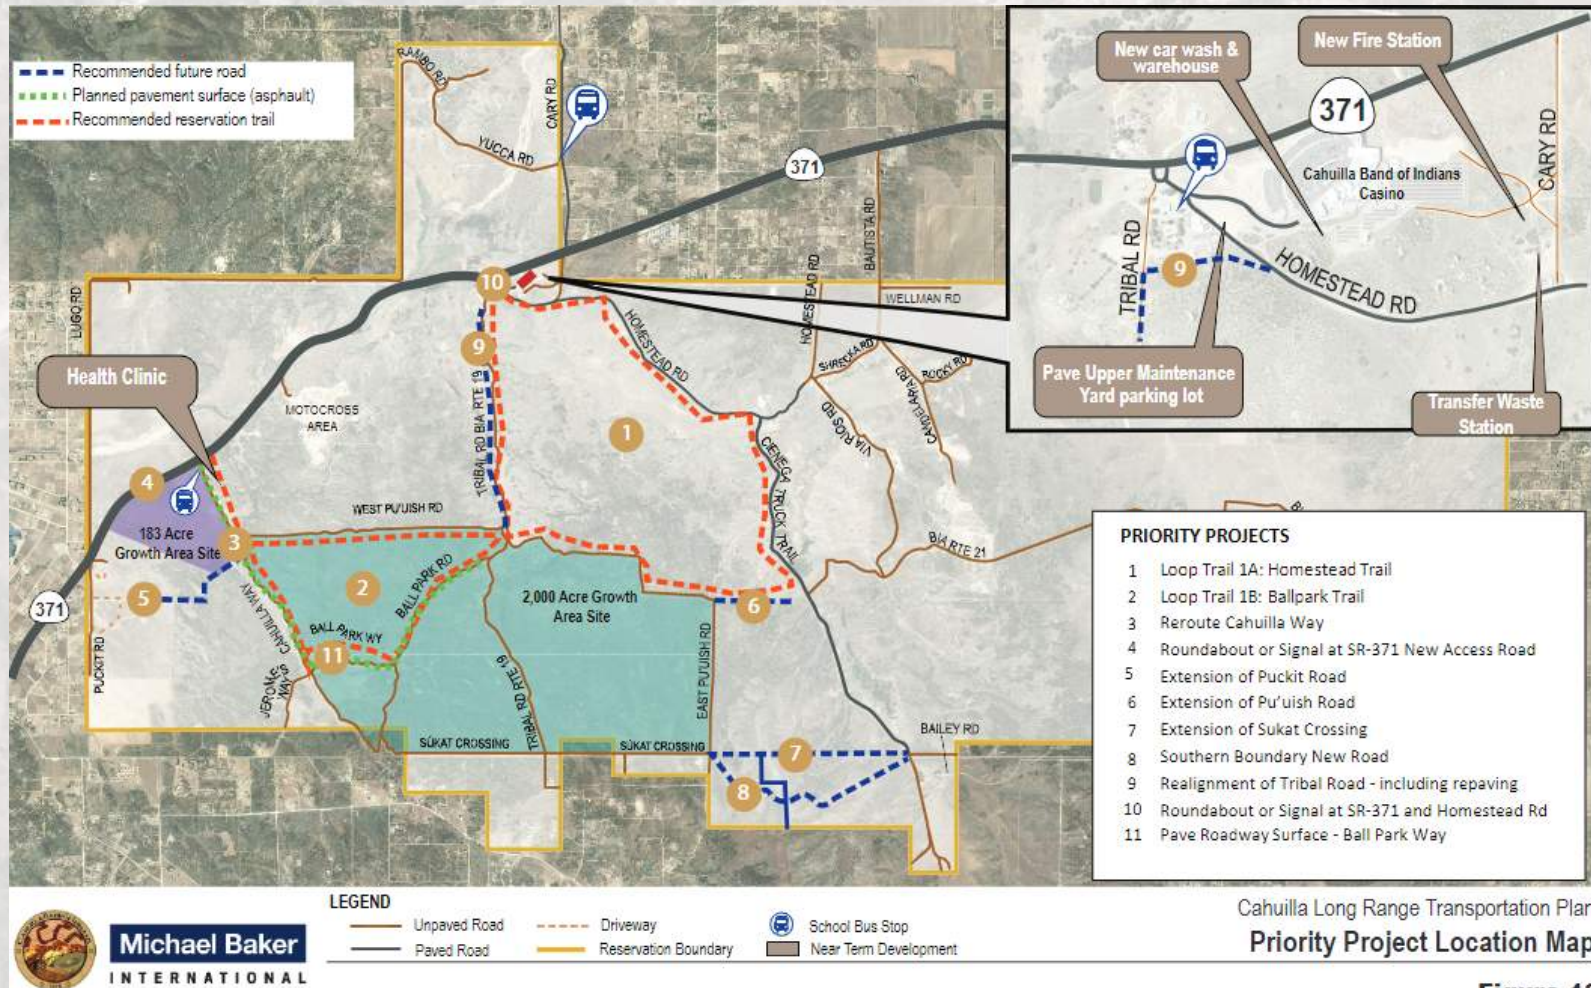 Recommended future road
Planned pavement surface (asphault)
Recommended reservation trail
RAMBO RD
YUCCA RD
CARY RD
371
BAUTISTA RD
HOMESTEAD RD
WELLMAN RD
LUGO RD
10
9
TRIBAL RD BIA RTE 19
HOMESTEAD RD
SHRECKA RD
ROCKY RD
CANDELARIA RD
VIA RIOS RD
Health Clinic
MOTOCROSS
AREA
1
CIENEGA TRUCK TRAIL
4
183 Acre
Growth Area Site
3
WEST PU'UISH RD
2
BALL PARK RD
2,000 Acre Growth
Area Site
BIA RTE 21
5
6
371
PUCKIT RD
CAHUILLA WAY
BALL PARK WY
11
JEROME'S
WAY
TRIBAL RD RTE 19
EAST PU'UISH RD
SUKAT CROSSING
SUKAT CROSSING
7
8
BAILEY RD
New car wash &
warehouse
New Fire Station
371
CARY RD
Cahuilla Band of Indians
Casino
TRIBAL RD
9
HOMESTEAD RD
Pave Upper Maintenance
Yard parking lot
Transfer Waste
Station
PRIORITY PROJECTS
1 Loop Trail 1A: Homestead Trail
2 Loop Trail 1B: Ballpark Trail
3 Reroute Cahuilla Way
4 Roundabout or Signal at SR-371 New Access Road
5 Extension of Puckit Road
6 Extension of Pu'uish Road
7 Extension of Sukat Crossing
8 Southern Boundary New Road
9 Realignment of Tribal Road - including repaving
10 Roundabout or Signal at SR-371 and Homestead Rd
11 Pave Roadway Surface - Ball Park Way
Michael Baker
INTERNATIONAL
LEGEND
Unpaved Road
Paved Road
Driveway
Reservation Boundary
School Bus Stop
Near Term Development
Cahuilla Long Range Transportation Plan
Priority Project Location Map